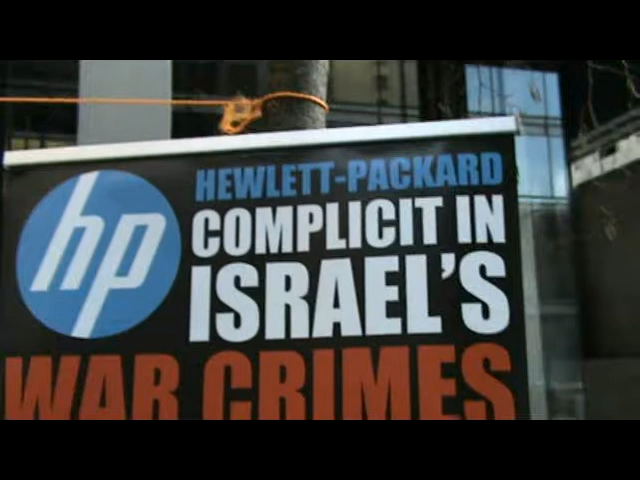 hp
HEWLETT-PACKARD
COMPLICIT IN
ISRAEL'S
WAR CRIMES